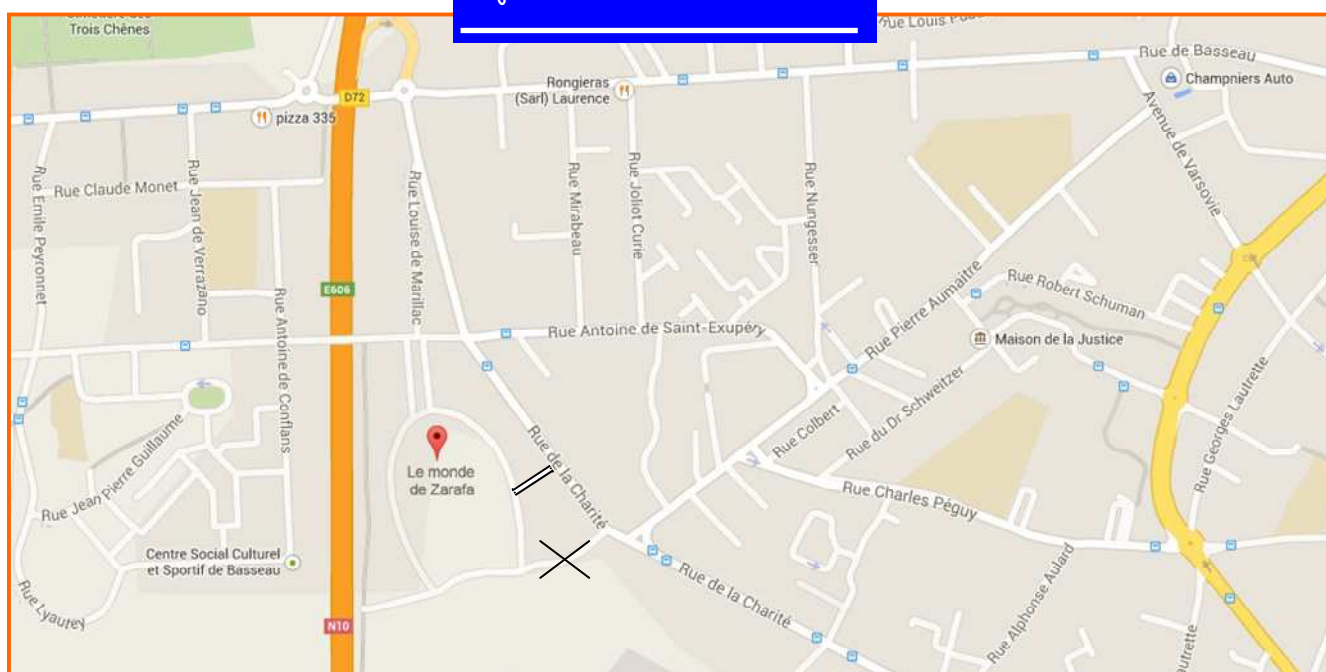 Trois Chênes
Rue de Basseau
Champniers Auto
Rongieras
(Sarl) Laurence
D72
pizza 335
Rue Claude Monet
Rue Emile Peyronnet
Rue Jean de Verrazano
Rue Louise de Marillac
Rue Mirabeau
Rue Joliot Curie
Rue Nungesser
Avenue de Varsovie
E606
Rue Antoine de Conflans
Rue Antoine de Saint-Exupéry
Rue Pierre Aumaitre
Rue Robert Schuman
Maison de la Justice
Rue Georges Lautrette
Rue Jean Pierre Guillaume
Le monde
de Zarafa
Rue de la Charité
Rue Colbert
Rue du Dr Schweitzer
Rue Charles Péguy
Centre Social Culturel
et Sportif de Basseau
Rue Lyautey
N10
Rue de la Charité
Rue Alphonse Aulard